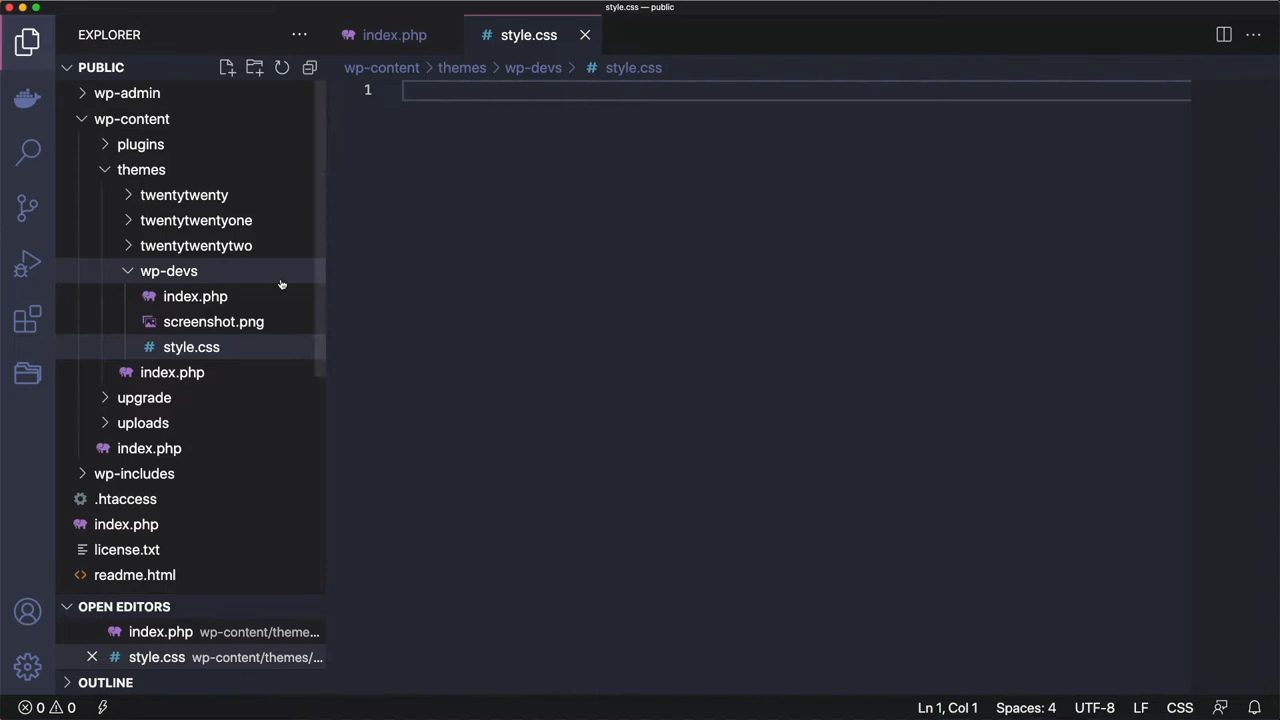 style.css — public
EXPLORER
index.php
# style.css
PUBLIC
wp-content > themes > wp-devs > # style.css
1
wp-admin
wp-content
plugins
themes
twentytwenty
twentytwentyone
twentytwentytwo
wp-devs
index.php
screenshot.png
# style.css
index.php
upgrade
uploads
index.php
wp-includes
.htaccess
index.php
license.txt
readme.html
OPEN EDITORS
index.php wp-content/theme...
# style.css wp-content/themes/...
OUTLINE
0 0
Ln 1, Col 1 Spaces: 4 UTF-8 LF CSS